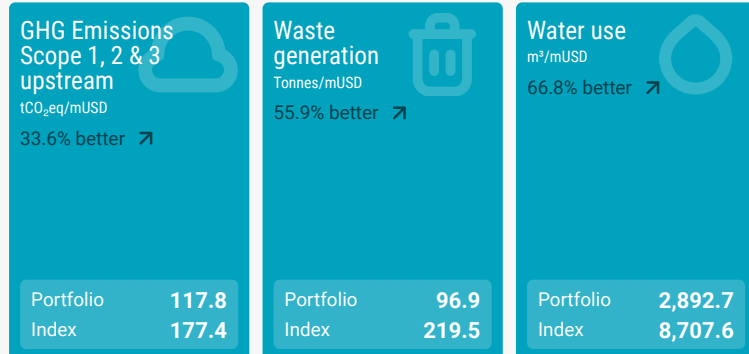 GHG Emissions
Scope 1, 2 & 3
upstream
tCO₂eq/mUSD
33.6% better
Portfolio 117.8
Index 177.4
Waste
generation
Tonnes/mUSD
55.9% better
Portfolio 96.9
Index 219.5
Water use
m³/mUSD
66.8% better
Portfolio 2,892.7
Index 8,707.6